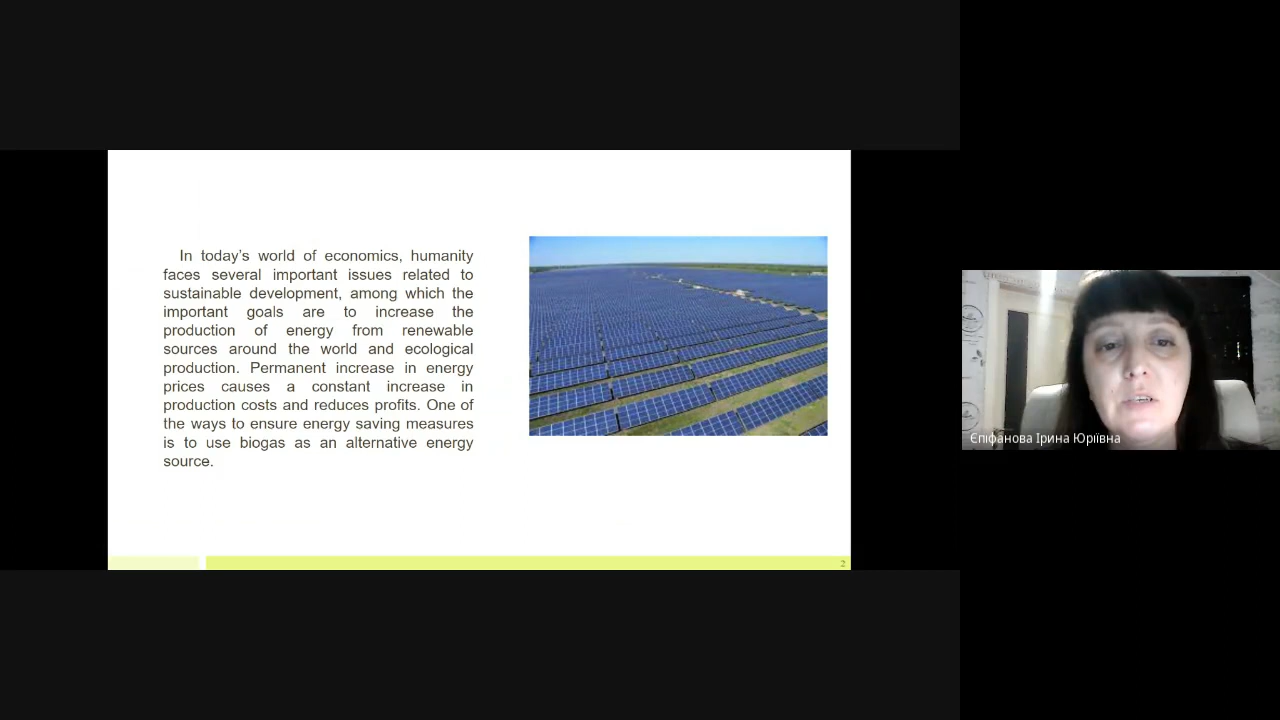 In today’s world of economics, humanity
faces several important issues related to
sustainable development, among which the
important goals are to increase the
production of energy from renewable
sources around the world and ecological
production. Permanent increase in energy
prices causes a constant increase in
production costs and reduces profits. One of
the ways to ensure energy saving measures
is to use biogas as an alternative energy
source.
2
Єпіфанова Ірина Юріївна